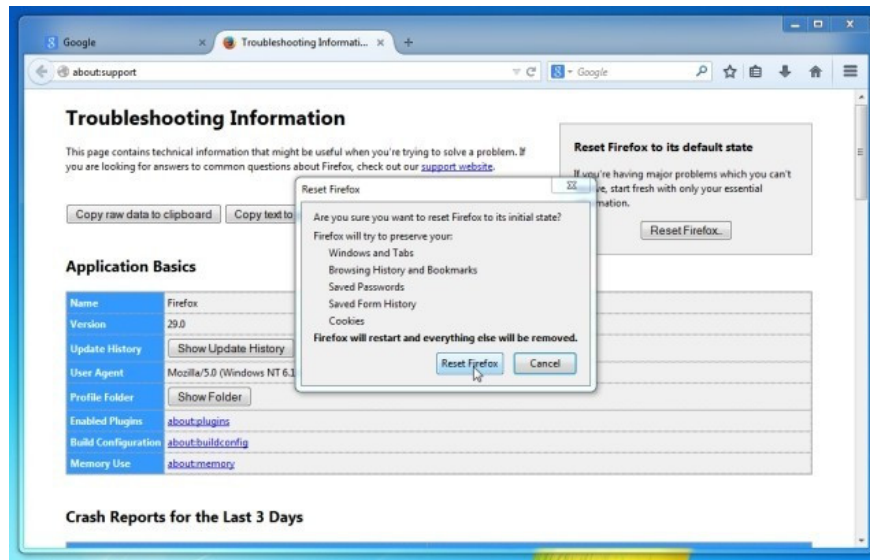 Google
Troubleshooting Informati...
about:support
Google
Troubleshooting Information
This page contains technical information that might be useful when you're trying to solve a problem. If
you are looking for answers to common questions about Firefox, check out our support website.
Copy raw data to clipboard
Copy text to
Reset Firefox to its default state
If you're having major problems which you can't
start fresh with only your essential
Reset Firefox..
Reset Firefox
Are you sure you want to reset Firefox to its initial state?
Firefox will try to preserve your:
Windows and Tabs
Browsing History and Bookmarks
Saved Passwords
Saved Form History
Cookies
Firefox will restart and everything else will be removed.
Reset Firefox
Cancel
Application Basics
Name Firefox
Version 29.0
Update History Show Update History
User Agent Mozilla/5.0 (Windows NT 6.1
Profile Folder Show Folder
Enabled Plugins about:plugins
Build Configuration about:buildconfig
Memory Use about:memory
Crash Reports for the Last 3 Days